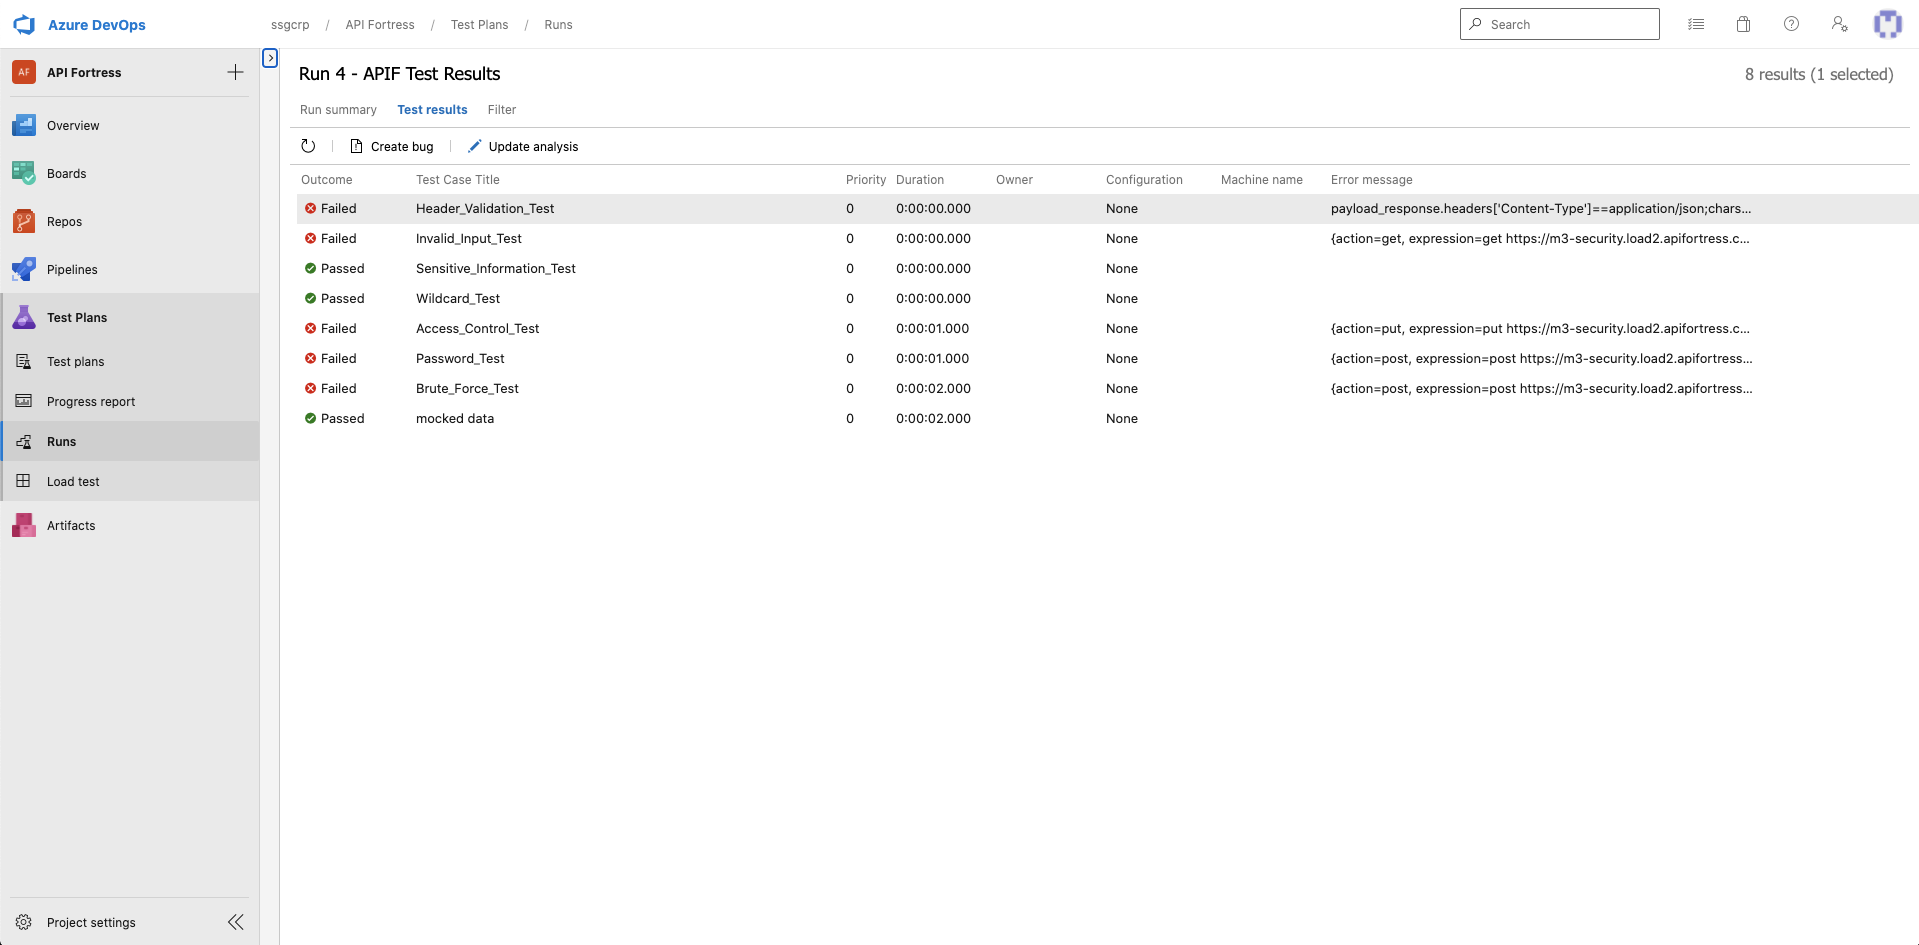 Azure DevOps
ssgcrp / API Fortress / Test Plans / Runs
Search
AF API Fortress
Overview
Boards
Repos
Pipelines
Test Plans
Test plans
Progress report
Runs
Load test
Artifacts
Project settings
Run 4 - APIF Test Results
8 results (1 selected)
Run summary Test results Filter
Create bug Update analysis
Outcome Test Case Title Priority Duration Owner Configuration Machine name Error message
Failed Header_Validation_Test 0 0:00:00.000 None payload_response.headers['Content-Type']==application/json;chars...
Failed Invalid_Input_Test 0 0:00:00.000 None {action=get, expression=get https://m3-security.load2.apifortress.c...
Passed Sensitive_Information_Test 0 0:00:00.000 None
Passed Wildcard_Test 0 0:00:00.000 None
Failed Access_Control_Test 0 0:00:01.000 None {action=put, expression=put https://m3-security.load2.apifortress.c...
Failed Password_Test 0 0:00:01.000 None {action=post, expression=post https://m3-security.load2.apifortress...
Failed Brute_Force_Test 0 0:00:02.000 None {action=post, expression=post https://m3-security.load2.apifortress...
Passed mocked data 0 0:00:02.000 None